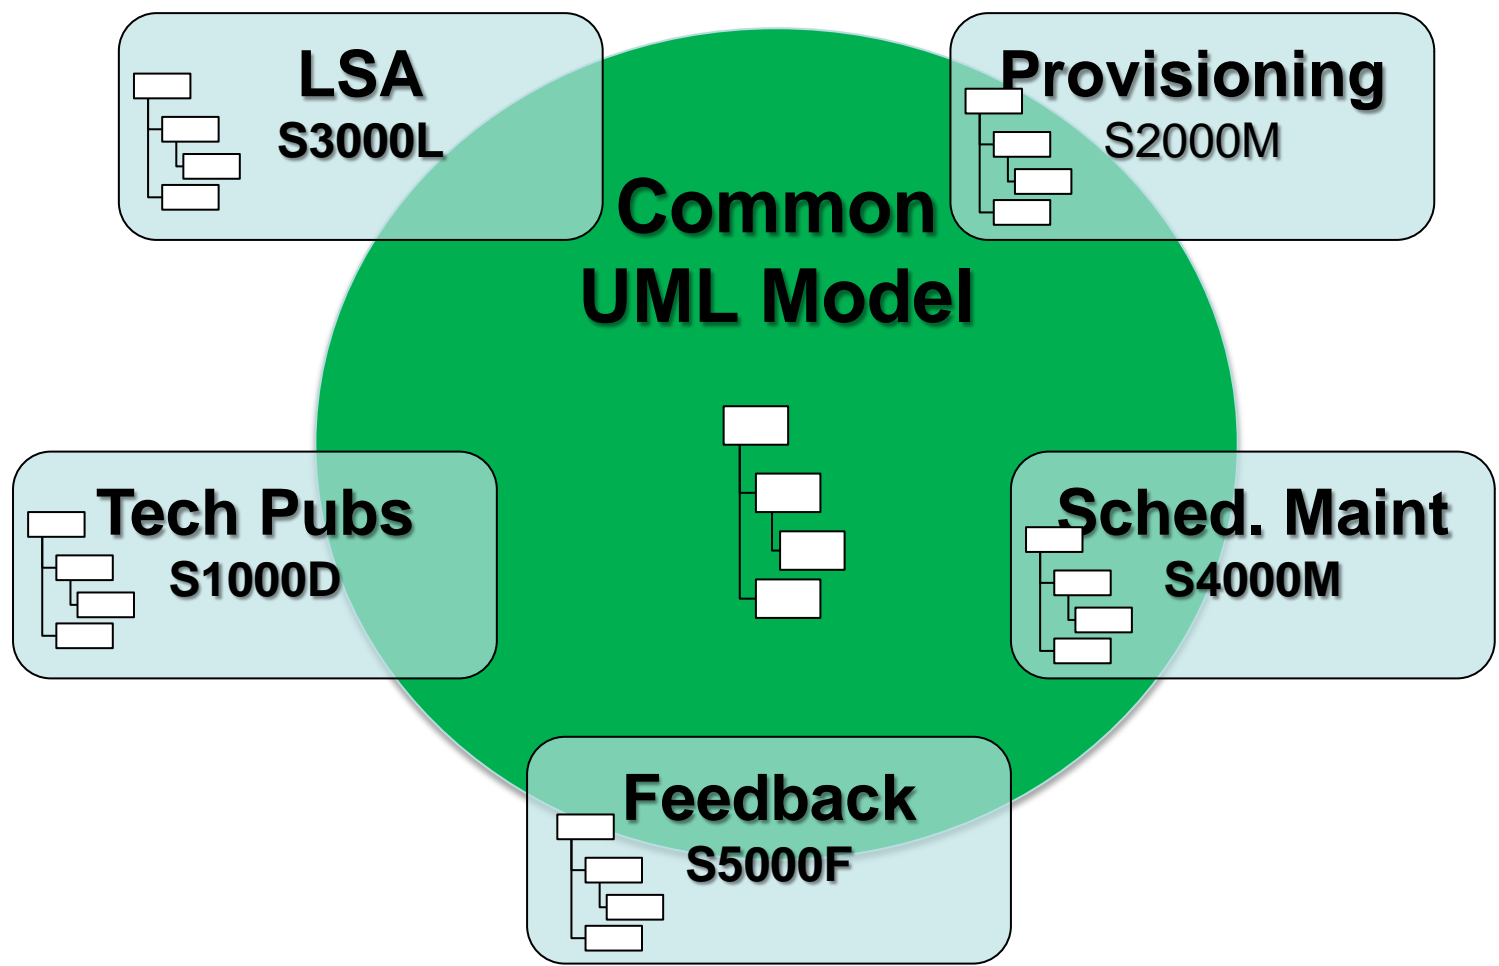 LSA
S3000L
Provisioning
S2000M
Common
UML Model
Tech Pubs
S1000D
Sched. Maint
S4000M
Feedback
S5000F